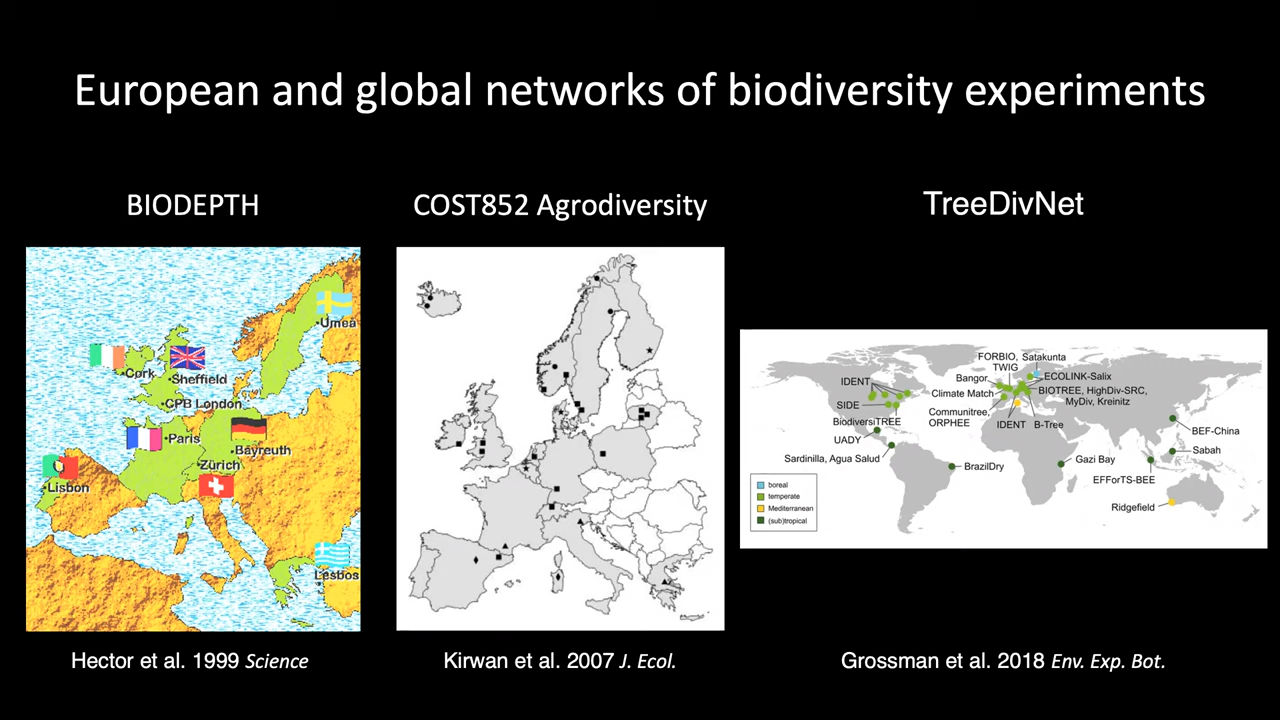 European and global networks of biodiversity experiments
BIODEPTH
COST852 Agrodiversity
TreeDivNet
Umea
Cork
Sheffield
CPB London
Paris
Bayreuth
Zürich
Lisbon
Lesbos
FORBIO,
TWIG
Satakunta
IDENT
Bangor
ECOLINK-Salix
Climate Match
BIOTREE, HighDiv-SRC,
MyDiv, Kreinitz
SIDE
Communitree,
ORPHEE
BiodiversiTREE
IDENT
B-Tree
UADY
BEF-China
Sardinilla, Agua Salud
BrazilDry
Gazi Bay
Sabah
EFForTS-BEE
Ridgefield
boreal
temperate
Mediterranean
(sub)tropical
Hector et al. 1999 Science
Kirwan et al. 2007 J. Ecol.
Grossman et al. 2018 Env. Exp. Bot.